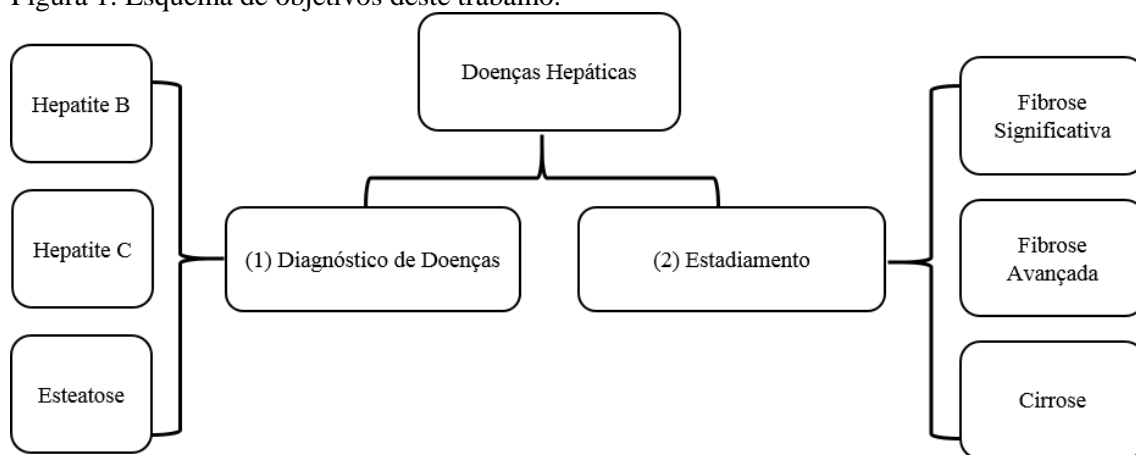 Figura 1. Esquema de objetivos deste trabalho.
Doenças Hepáticas
Hepatite B
Hepatite C
Esteatose
(1) Diagnóstico de Doenças
(2) Estadiamento
Fibrose
Significativa
Fibrose
Avançada
Cirrose